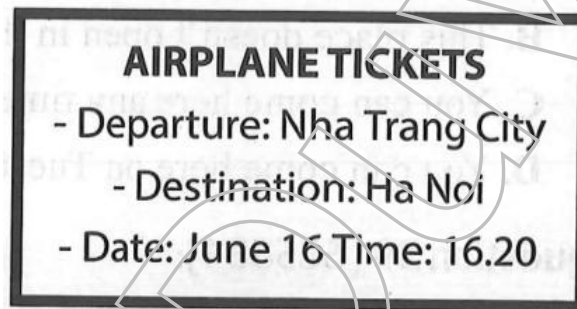 AIRPLANE TICKETS
- Departure: Nha Trang City
- Destination: Ha Noi
- Date: June 16 Time: 16.20